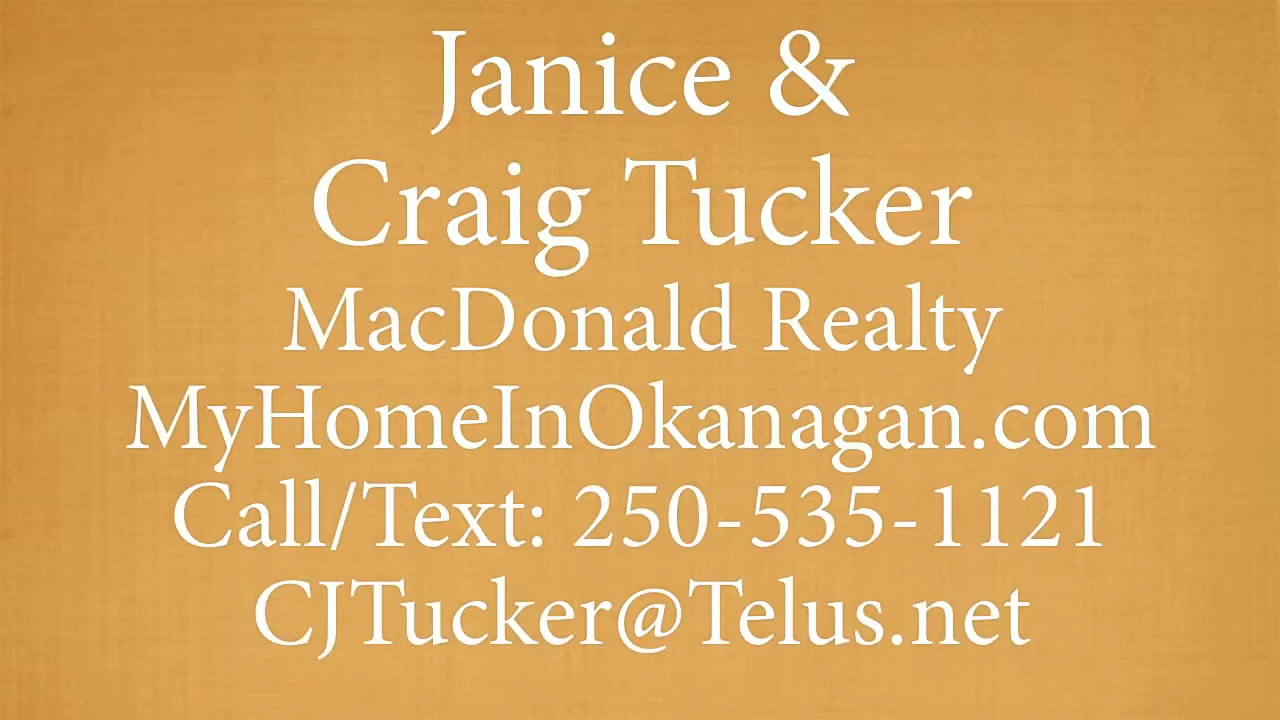 Janice &
Craig Tucker
MacDonald Realty
MyHomeInOkanagan.com
Call/Text: 250-535-1121
CJTucker@Telus.net